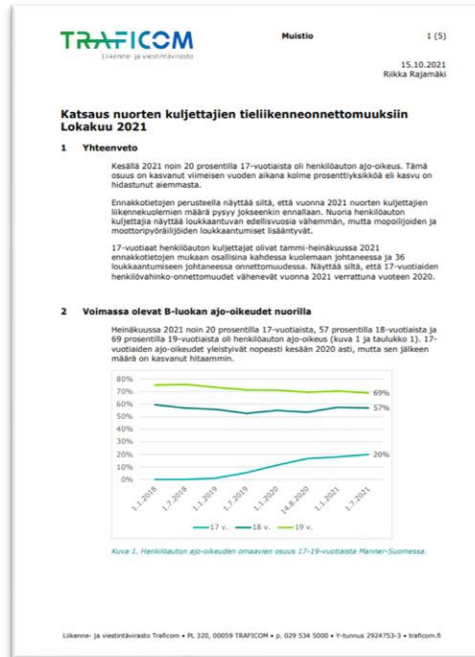 TRAFICOM
Liikenne- ja viestintävirasto
Muistio
1 (5)
15.10.2021
Riikka Rajamäki
Katsaus nuorten kuljettajien tieliikenneonnettomuuksiin
Lokakuu 2021
1 Yhteenveto
Kesällä 2021 noin 20 prosentilla 17-vuotiaista oli henkilöauton ajo-oikeus. Tämä
osuus on kasvanut viimeisen vuoden aikana kolme prosenttiyksikköä eli kasvu on
hidastunut aiemmasta.
Ennakkotietojen perusteella näyttää siltä, että vuonna 2021 nuorten kuljettajien
liikennekuolemien määrä pysyy jokseenkin ennallaan. Nuoria henkilöauton
kuljettajia näyttää loukkaantuvan edellisvuosia vähemmän, mutta mopoilijoiden ja
moottoripyöräilijöiden loukkaantumiset lisääntyvät.
17-vuotiaat henkilöauton kuljettajat olivat tammi-heinäkuussa 2021
ennakkotietojen mukaan osallisina kahdessa kuolemaan johtaneessa ja 36
loukkaantumiseen johtaneessa onnettomuudessa. Näyttää siltä, että 17-vuotiaiden
henkilövahinko-onnettomuudet vähenevät vuonna 2021 verrattuna vuoteen 2020.
2 Voimassa olevat B-luokan ajo-oikeudet nuorilla
Heinäkuussa 2021 noin 20 prosentilla 17-vuotiaista, 57 prosentilla 18-vuotiaista ja
69 prosentilla 19-vuotiaista oli henkilöauton ajo-oikeus (kuva 1 ja taulukko 1). 17-
vuotiaiden ajo-oikeudet yleistyivät nopeasti kesään 2020 asti, mutta sen jälkeen
määrä on kasvanut hitaammin.
80%
70%
60%
50%
40%
30%
20%
10%
0%
69%
57%
20%
1.1.2018
1.7.2018
1.1.2019
1.7.2019
1.1.2020
14.8.2020
1.1.2021
1.7.2021
17 v.
18 v.
19 v.
Kuva 1. Henkilöauton ajo-oikeuden omaavien osuus 17-19-vuotiaista Manner-Suomessa.
Liikenne- ja viestintävirasto Traficom • PL 320, 00059 TRAFICOM • p. 029 534 5000 • Y-tunnus 2924753-3 • traficom.fi